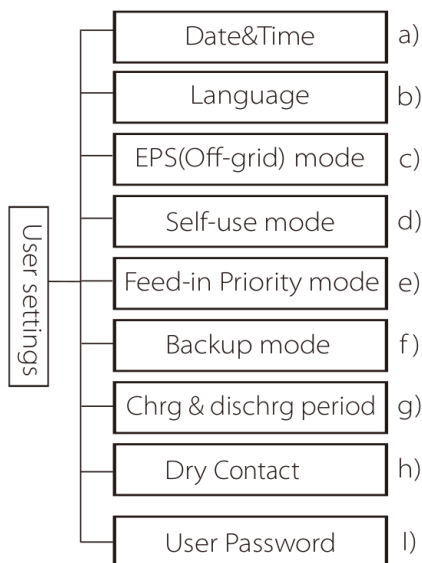 User settings
Date&Time a)
Language b)
EPS(Off-grid) mode c)
Self-use mode d)
Feed-in Priority mode e)
Backup mode f)
Chrg & dischrg period g)
Dry Contact h)
User Password I)